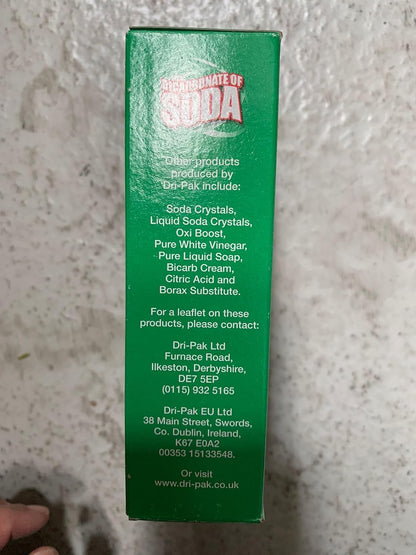 BICARBONATE OF
SODA
Other products
produced by
Dri-Pak include:
Soda Crystals,
Liquid Soda Crystals,
Oxi Boost,
Pure White Vinegar,
Pure Liquid Soap,
Bicarb Cream,
Citric Acid and
Borax Substitute.
For a leaflet on these
products, please contact:
Dri-Pak Ltd
Furnace Road,
Ilkeston, Derbyshire,
DE7 5EP
(0115) 932 5165
Dri-Pak EU Ltd
38 Main Street, Swords,
Co. Dublin, Ireland,
K67 E0A2
00353 15133548.
Or visit
www.dri-pak.co.uk